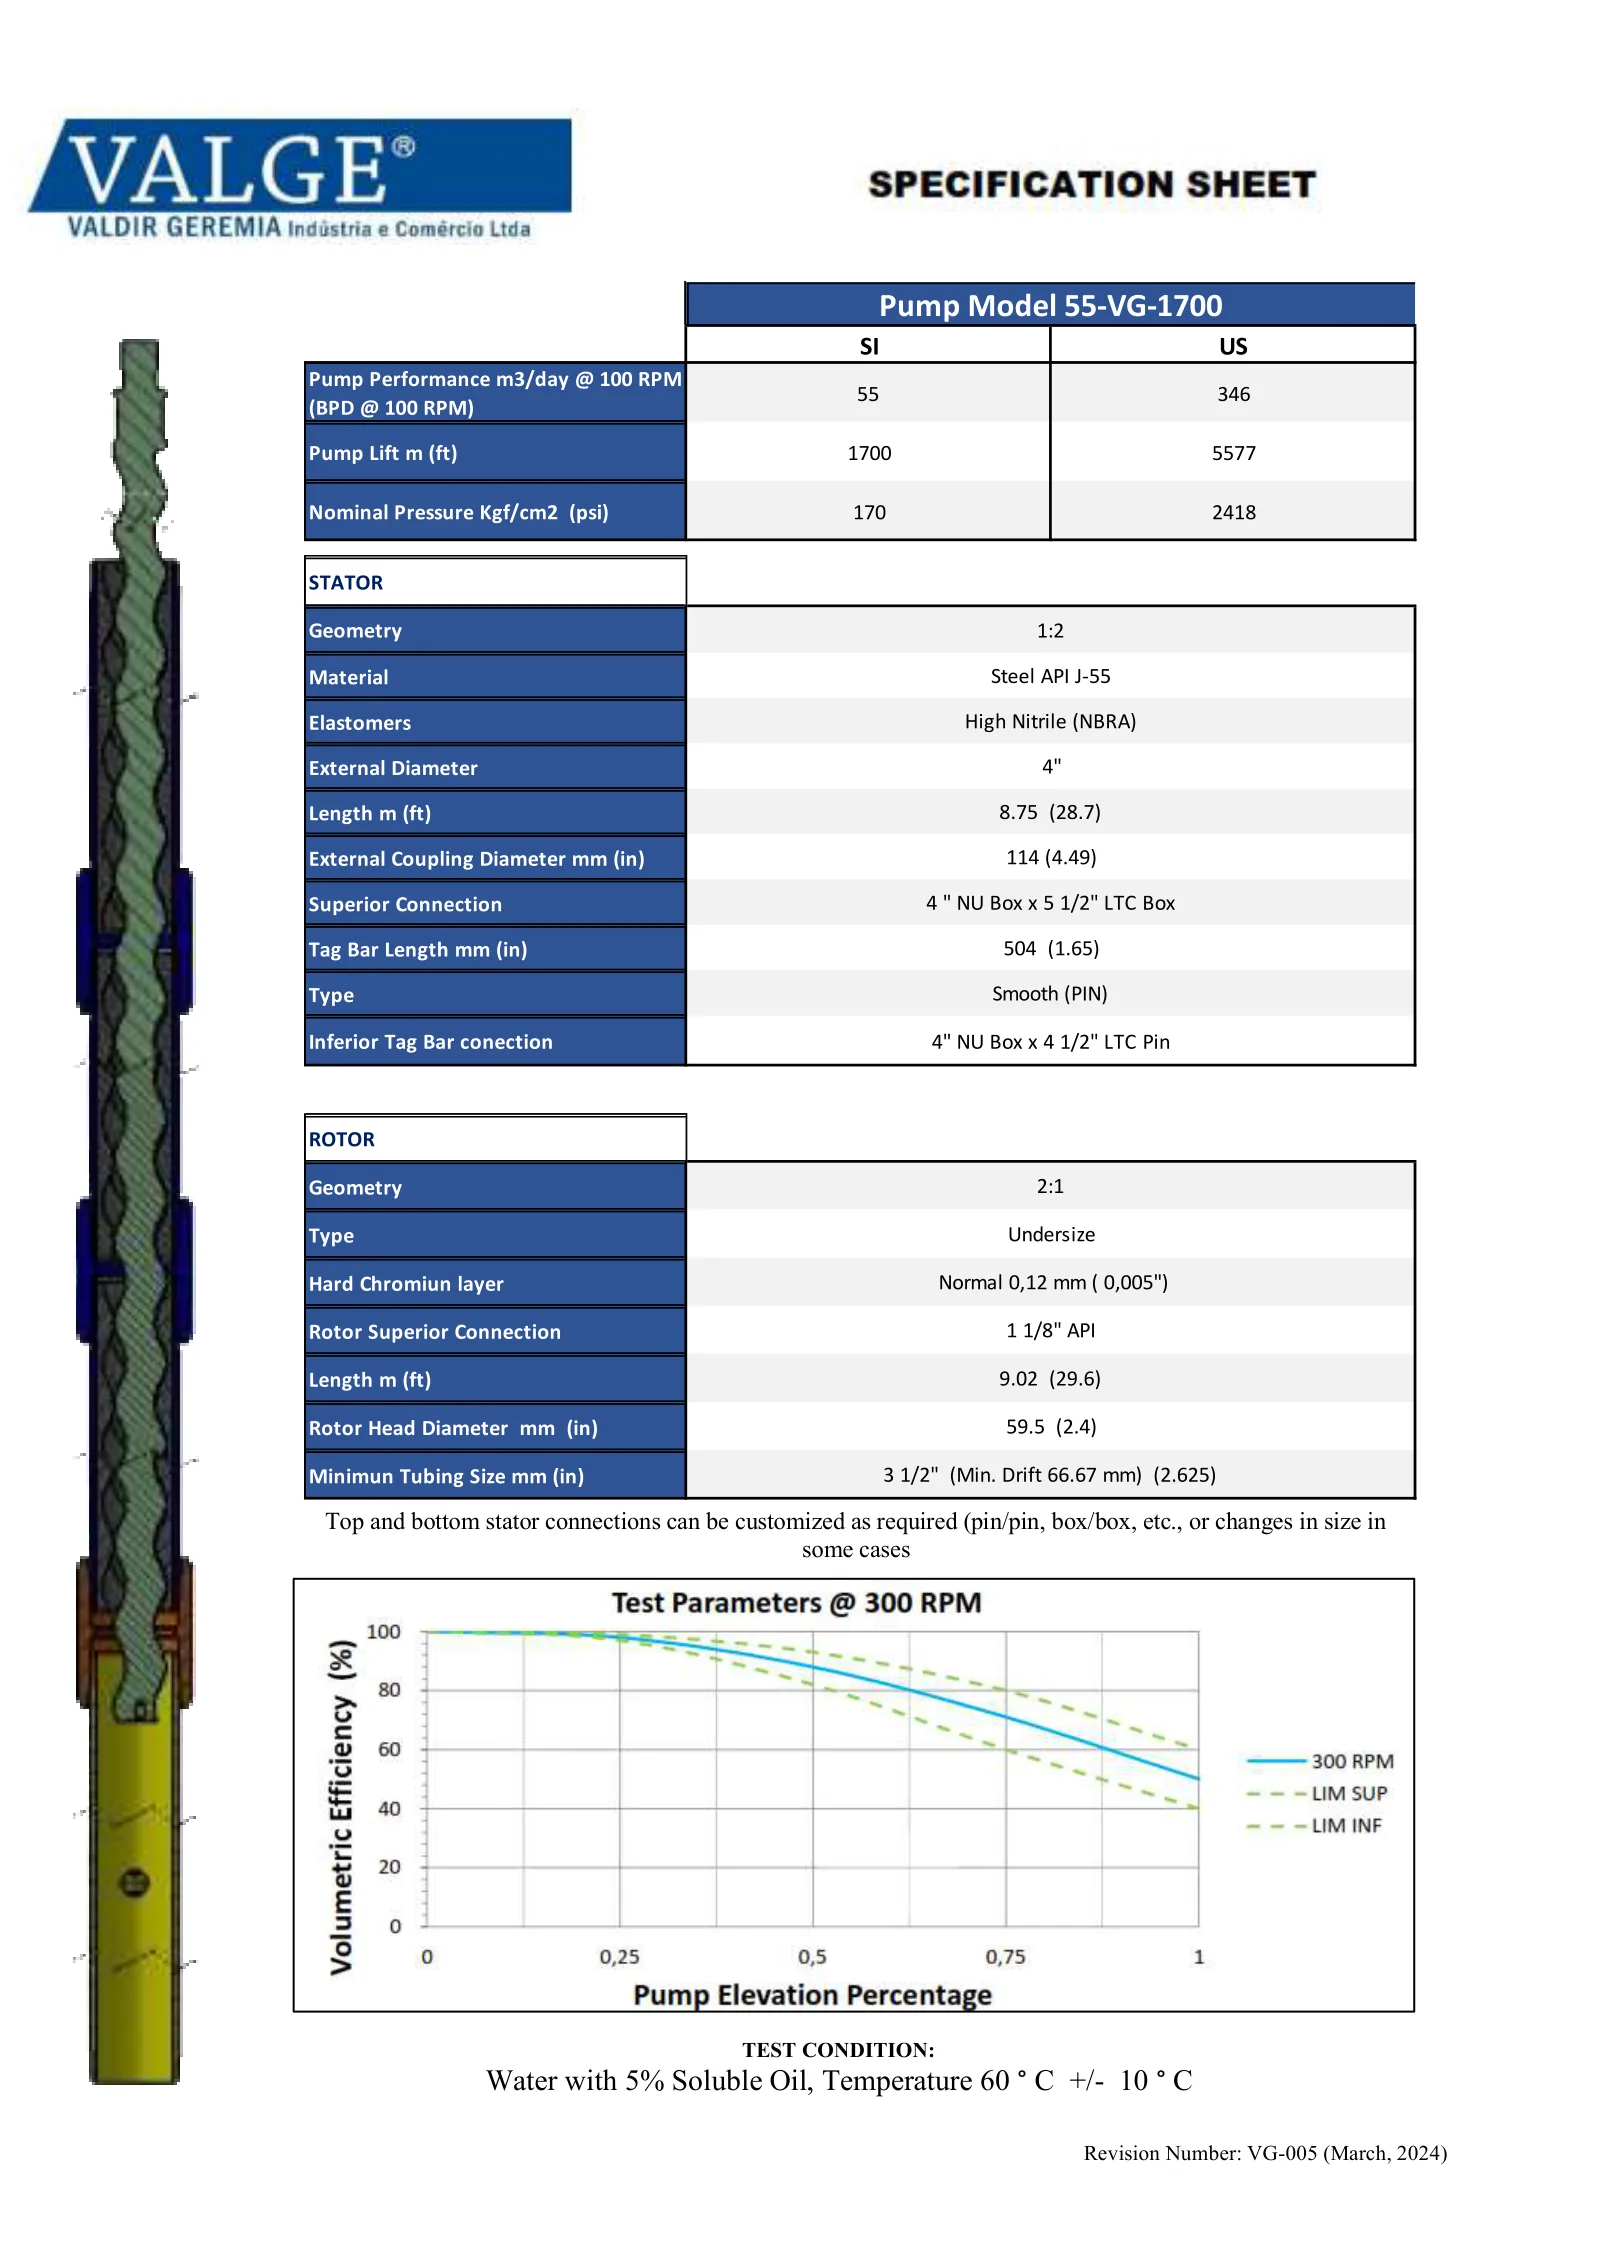 VALGE®
VALDIR GEREMIA Indústria e Comércio Ltda
SPECIFICATION SHEET
Pump Model 55-VG-1700
SI US
Pump Performance m3/day @ 100 RPM
(BPD @ 100 RPM) 55 346
Pump Lift m (ft) 1700 5577
Nominal Pressure Kgf/cm2 (psi) 170 2418
STATOR
Geometry 1:2
Material Steel API J-55
Elastomers High Nitrile (NBRA)
External Diameter 4"
Length m (ft) 8.75 (28.7)
External Coupling Diameter mm (in) 114 (4.49)
Superior Connection 4 " NU Box x 5 1/2" LTC Box
Tag Bar Length mm (in) 504 (1.65)
Type Smooth (PIN)
Inferior Tag Bar conection 4" NU Box x 4 1/2" LTC Pin
ROTOR
Geometry 2:1
Type Undersize
Hard Chromiun layer Normal 0,12 mm ( 0,005")
Rotor Superior Connection 1 1/8" API
Length m (ft) 9.02 (29.6)
Rotor Head Diameter mm (in) 59.5 (2.4)
Minimun Tubing Size mm (in) 3 1/2" (Min. Drift 66.67 mm) (2.625)
Top and bottom stator connections can be customized as required (pin/pin, box/box, etc., or changes in size in
some cases
Test Parameters @ 300 RPM
Volumetric Efficiency (%)
100
80
60
40
20
0
0 0,25 0,5 0,75 1
Pump Elevation Percentage
300 RPM
LIM SUP
LIM INF
TEST CONDITION:
Water with 5% Soluble Oil, Temperature 60 ° C +/- 10 ° C
Revision Number: VG-005 (March, 2024)